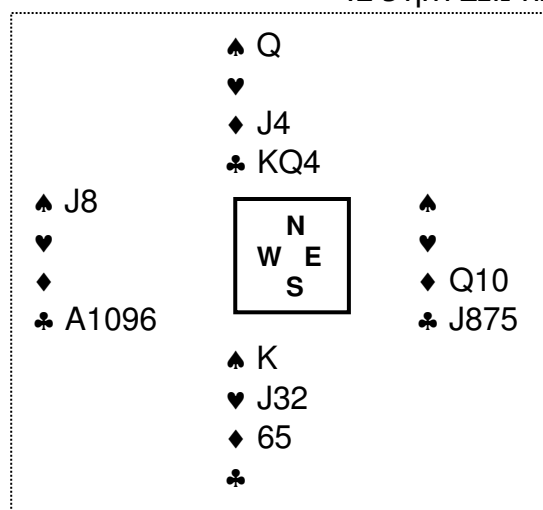 ♠ Q
♥
♦ J4
♣ KQ4
♠ J8
♥
♦
♣ A1096
N
W E
S
♠
♥
♦ Q10
♣ J875
♠ K
♥ J32
♦ 65
♣